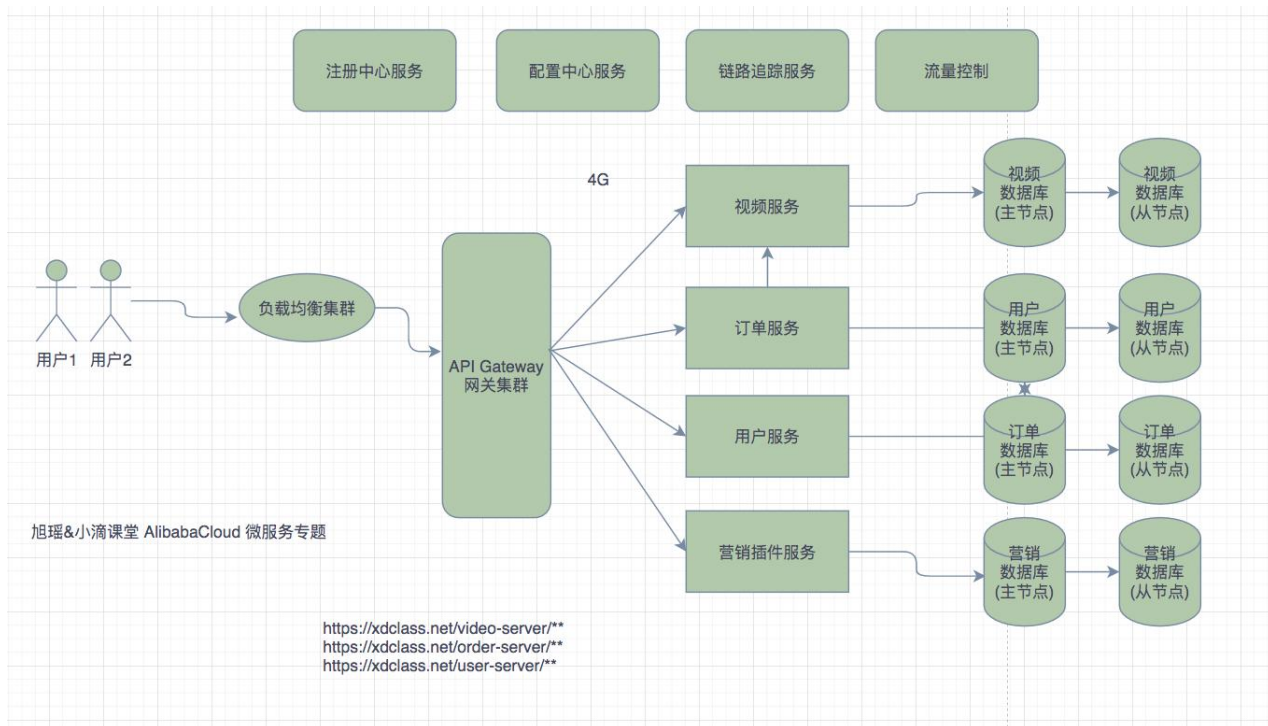 注册中心服务
配置中心服务
链路追踪服务
流量控制
4G
视频服务
视频
数据库
(主节点)
视频
数据库
(从节点)
负载均衡集群
用户1
用户2
API Gateway
网关集群
订单服务
用户
数据库
(主节点)
用户
数据库
(从节点)
用户服务
订单
数据库
(主节点)
订单
数据库
(从节点)
旭瑶&小滴课堂 AlibabaCloud 微服务专题
营销插件服务
营销
数据库
(主节点)
营销
数据库
(从节点)
https://xdclass.net/video-server/**
https://xdclass.net/order-server/**
https://xdclass.net/user-server/**